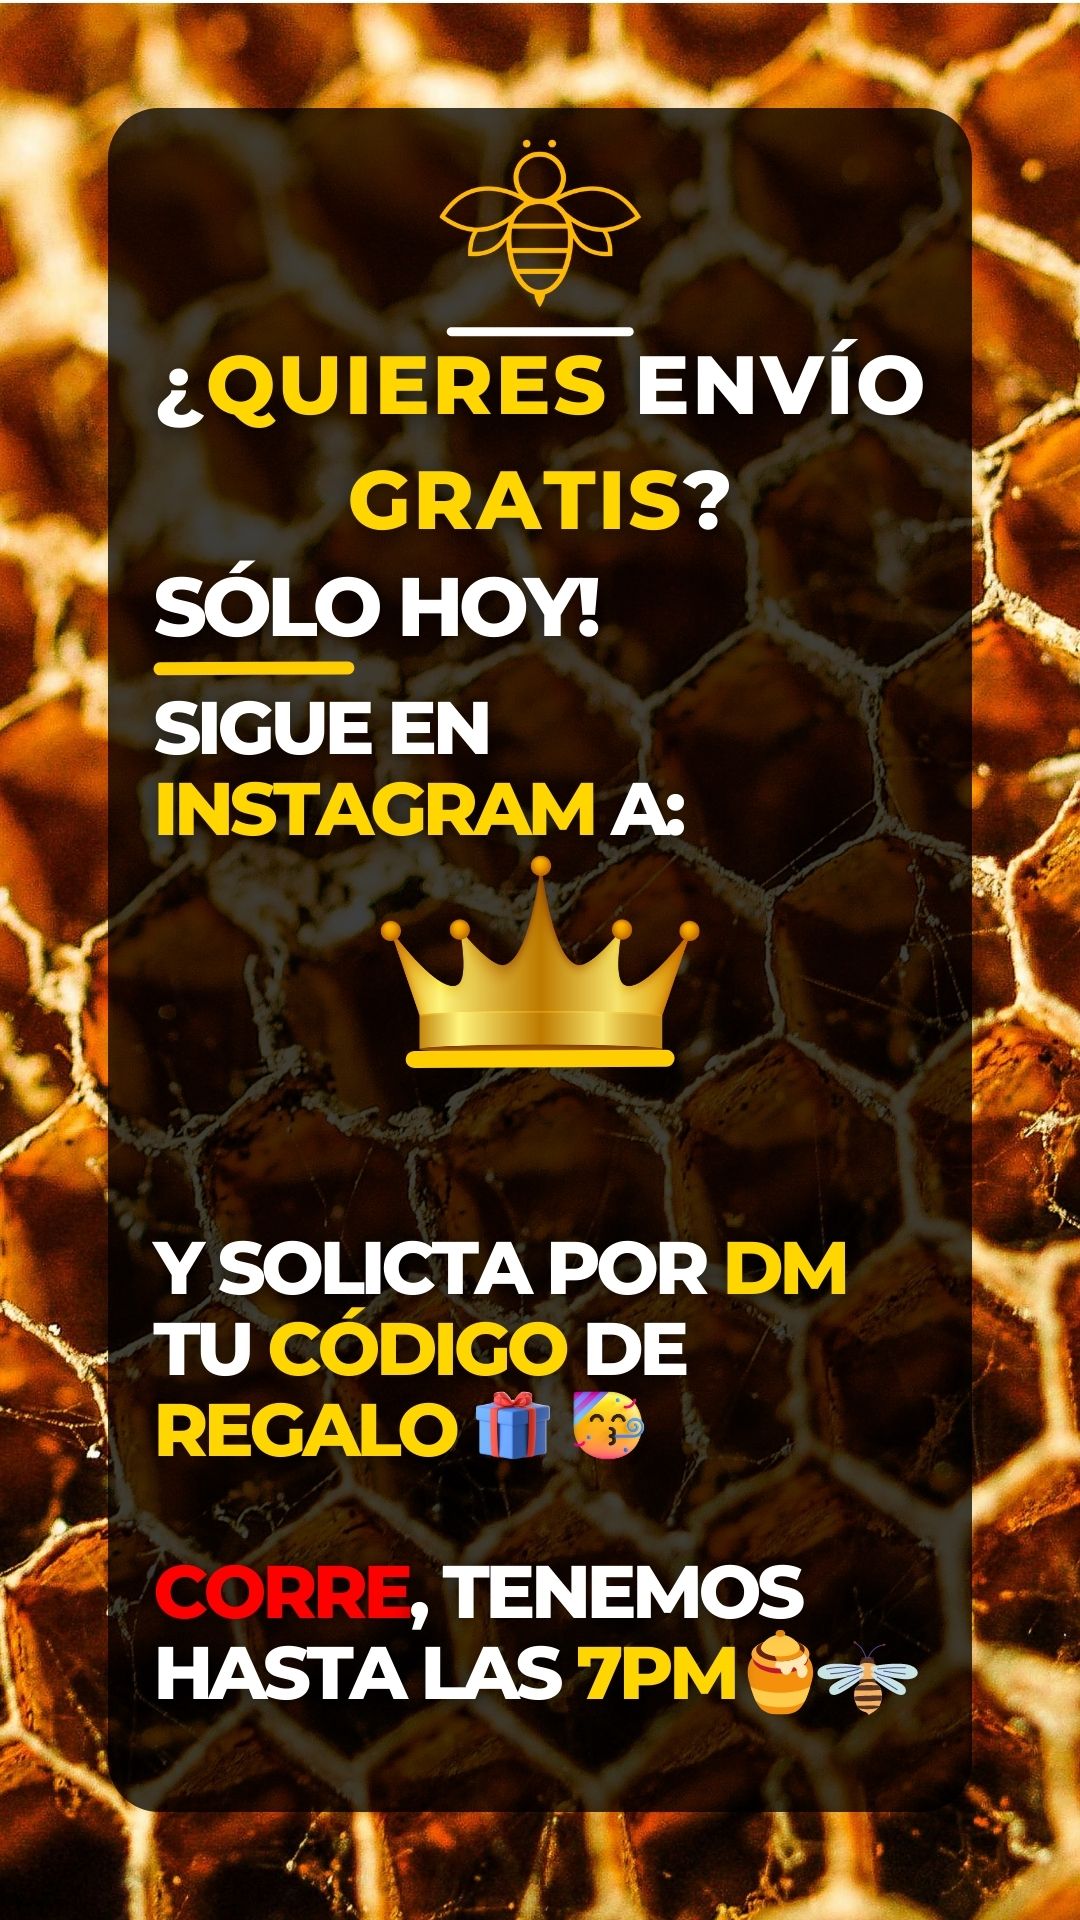 ¿QUIERES ENVÍO
GRATIS?
SÓLO HOY!
SIGUE EN
INSTAGRAM A:
Y SOLICTA POR DM
TU CÓDIGO DE
REGALO 🎁 🥳
CORRE, TENEMOS
HASTA LAS 7PM🍯🐝